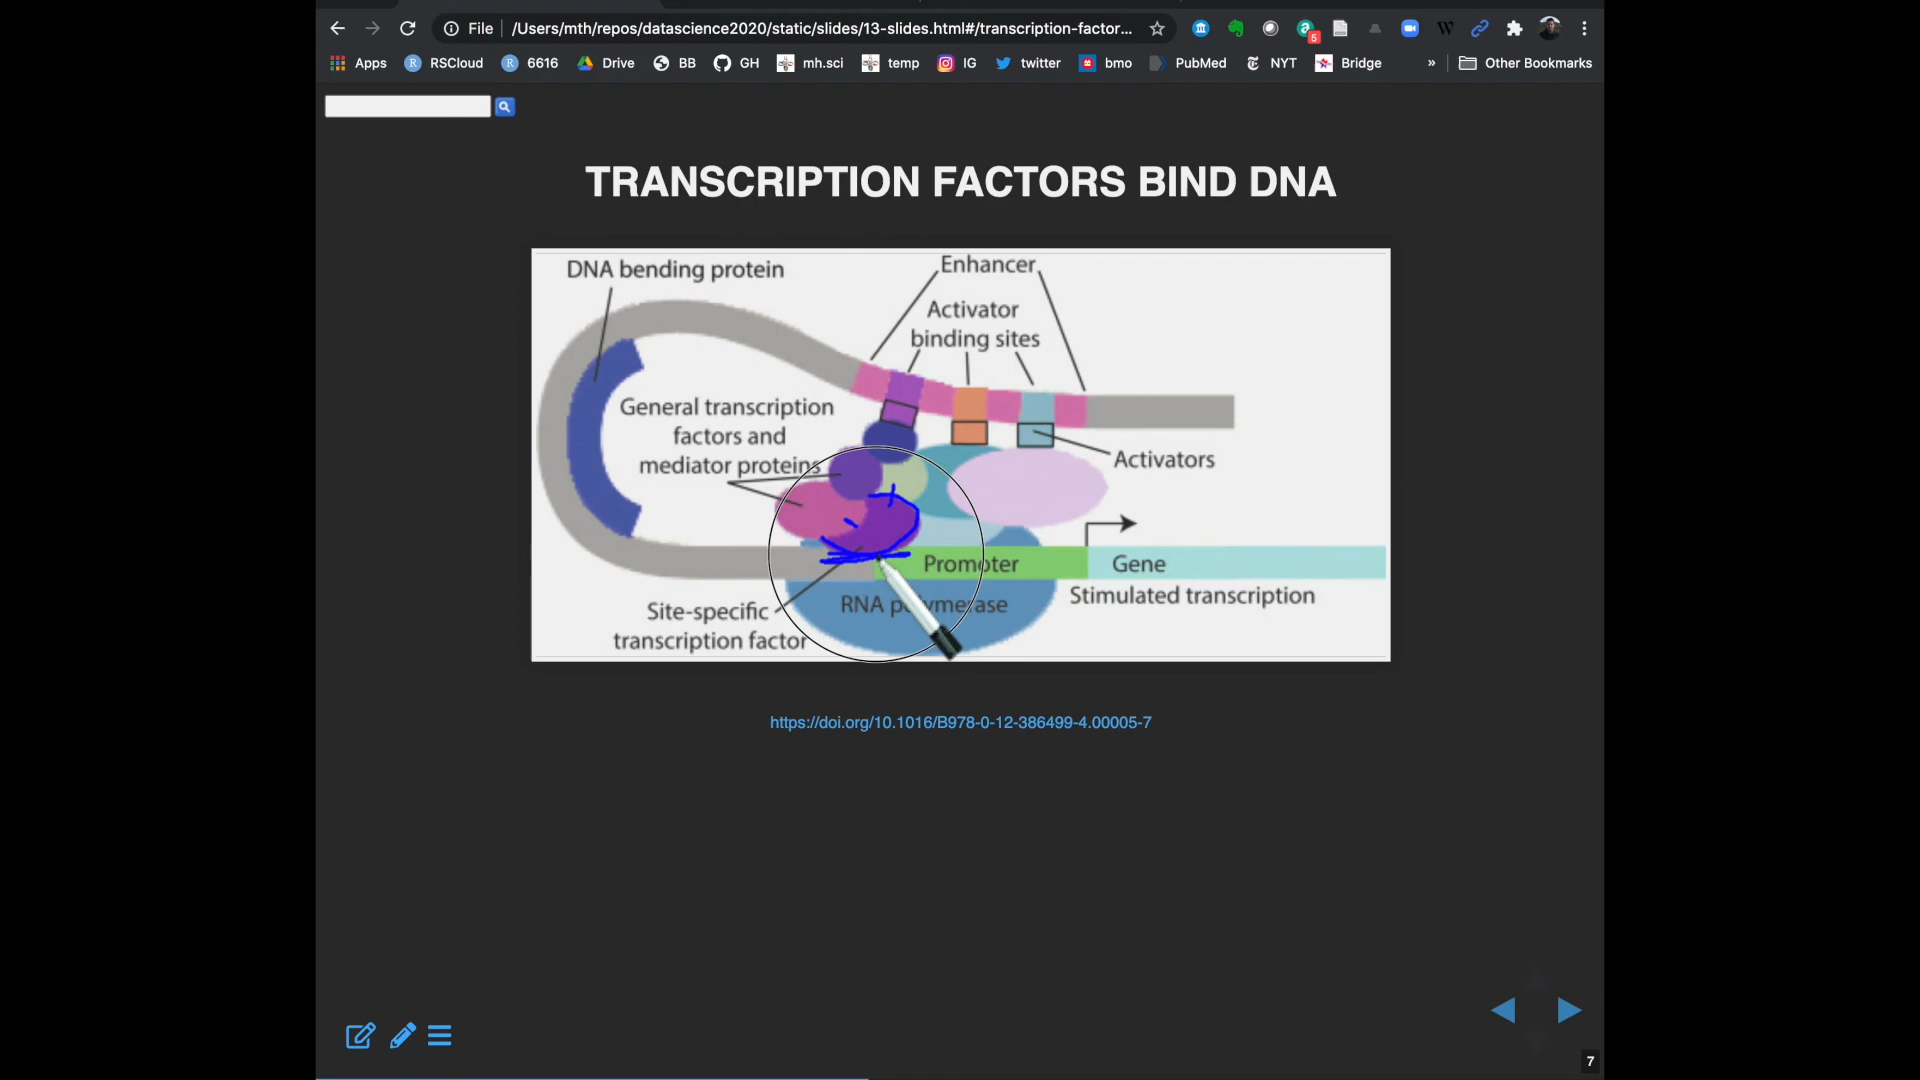 File
/Users/mth/repos/datascience2020/static/slides/13-slides.html#/transcription-factor...
5
W
Apps
R
RSCloud
R
6616
Drive
BB
GH
mh.sci
temp
IG
twitter
bmo
PubMed
NYT
Bridge
»
Other Bookmarks
TRANSCRIPTION FACTORS BIND DNA
DNA bending protein
Enhancer
Activator
binding sites
General transcription
factors and
mediator proteins
Activators
Promoter
Gene
Stimulated transcription
RNA polymerase
Site-specific
transcription factor
https://doi.org/10.1016/B978-0-12-386499-4.00005-7
7